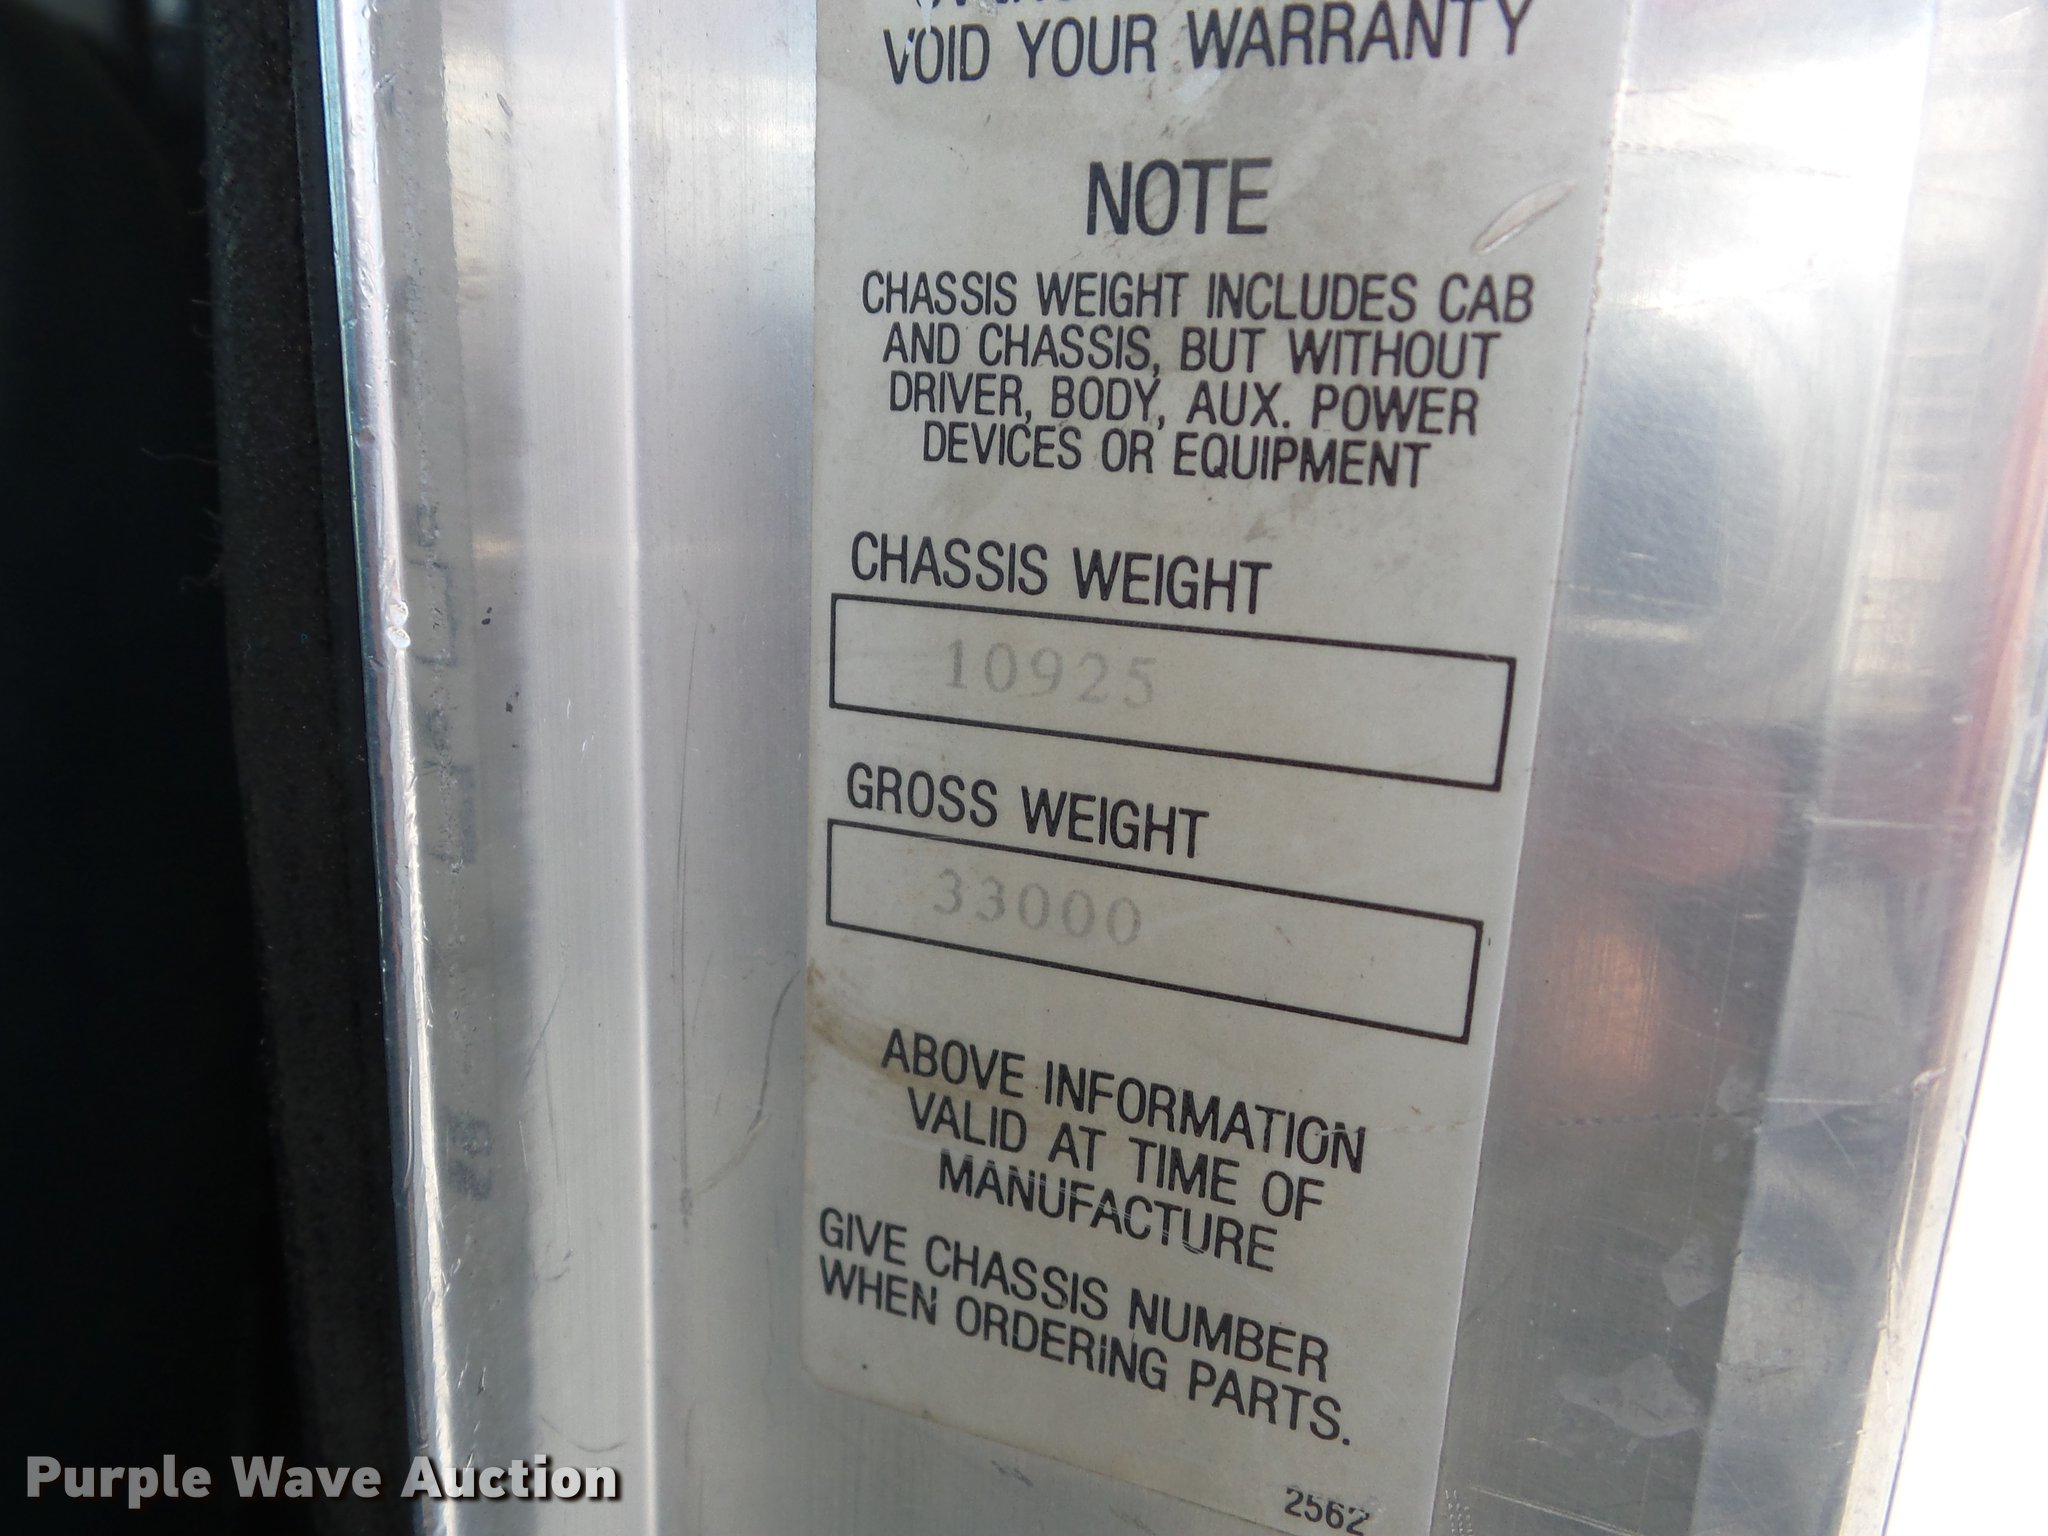 VOID YOUR WARRANTY
NOTE
CHASSIS WEIGHT INCLUDES CAB
AND CHASSIS, BUT WITHOUT
DRIVER, BODY, AUX. POWER
DEVICES OR EQUIPMENT
CHASSIS WEIGHT
10925
GROSS WEIGHT
33000
ABOVE INFORMATION
VALID AT TIME OF
MANUFACTURE
GIVE CHASSIS NUMBER
WHEN ORDERING PARTS.
2562
Purple Wave Auction